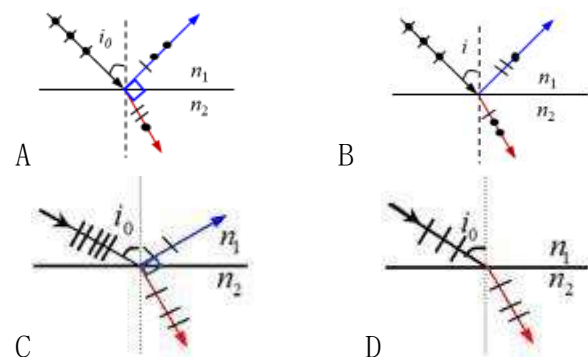 i₀ n₁ n₂
A
i n₁ n₂
B
i₀ n₁ n₂
C
i₀ n₁ n₂
D